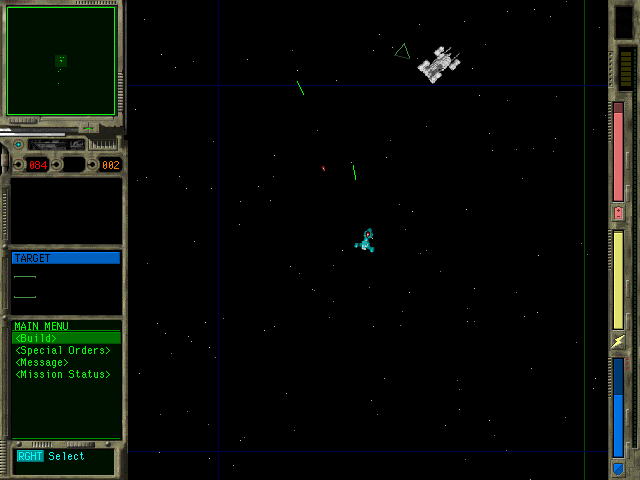 084 002
TARGET
MAIN MENU
<Build>
<Special Orders>
<Message>
<Mission Status>
RGHT Select